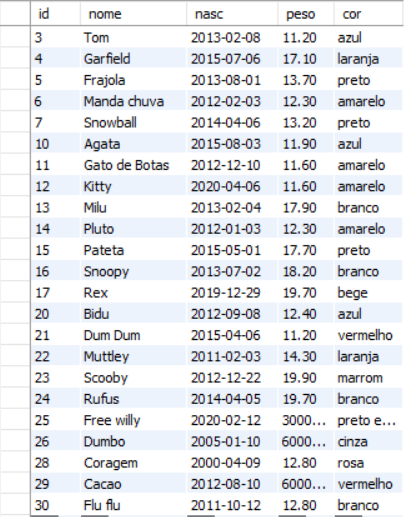 id nome nasc peso cor
3 Tom 2013-02-08 11.20 azul
4 Garfield 2015-07-06 17.10 laranja
5 Frajola 2013-08-01 13.70 preto
6 Manda chuva 2012-02-03 12.30 amarelo
7 Snowball 2014-04-06 13.20 preto
10 Agata 2015-08-03 11.90 azul
11 Gato de Botas 2012-12-10 11.60 amarelo
12 Kitty 2020-04-06 11.60 amarelo
13 Milu 2013-02-04 17.90 branco
14 Pluto 2012-01-03 12.30 amarelo
15 Pateta 2015-05-01 17.70 preto
16 Snoopy 2013-07-02 18.20 branco
17 Rex 2019-12-29 19.70 bege
20 Bidu 2012-09-08 12.40 azul
21 Dum Dum 2015-04-06 11.20 vermelho
22 Muttley 2011-02-03 14.30 laranja
23 Scooby 2012-12-22 19.90 marrom
24 Rufus 2014-04-05 19.70 branco
25 Free willy 2020-02-12 3000... preto e...
26 Dumbo 2005-01-10 6000... cinza
28 Coragem 2000-04-09 12.80 rosa
29 Cacao 2012-08-10 6000... vermelho
30 Flu flu 2011-10-12 12.80 branco